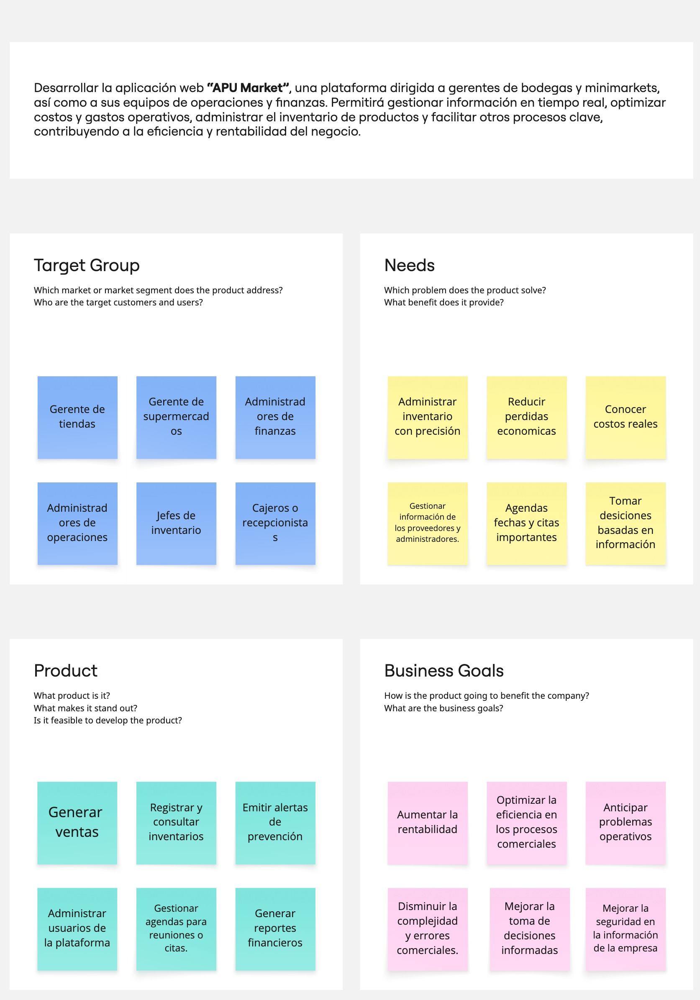 Desarrollar la aplicación web “APU Market”, una plataforma dirigida a gerentes de bodegas y minimarkets,
así como a sus equipos de operaciones y finanzas. Permitirá gestionar información en tiempo real, optimizar
costos y gastos operativos, administrar el inventario de productos y facilitar otros procesos clave,
contribuyendo a la eficiencia y rentabilidad del negocio.
Target Group
Which market or market segment does the product address?
Who are the target customers and users?
Gerente de
tiendas
Gerente de
supermercad
os
Administrad
ores de
finanzas
Administrad
ores de
operaciones
Jefes de
inventario
Cajeros o
recepcionista
s
Needs
Which problem does the product solve?
What benefit does it provide?
Administrar
inventario
con precisión
Reducir
perdidas
economicas
Conocer
costos reales
Gestionar
información de
los proveedores y
administradores.
Agendas
fechas y citas
importantes
Tomar
desiciones
basadas en
información
Product
What product is it?
What makes it stand out?
Is it feasible to develop the product?
Generar
ventas
Registrar y
consultar
inventarios
Emitir alertas
de
prevención
Administrar
usuarios de
la plataforma
Gestionar
agendas para
reuniones o
citas.
Generar
reportes
financieros
Business Goals
How is the product going to benefit the company?
What are the business goals?
Aumentar la
rentabilidad
Optimizar la
eficiencia en
los procesos
comerciales
Anticipar
problemas
operativos
Disminuir la
complejidad
y errores
comerciales.
Mejorar la
toma de
decisiones
informadas
Mejorar la
seguridad en
la información
de la empresa